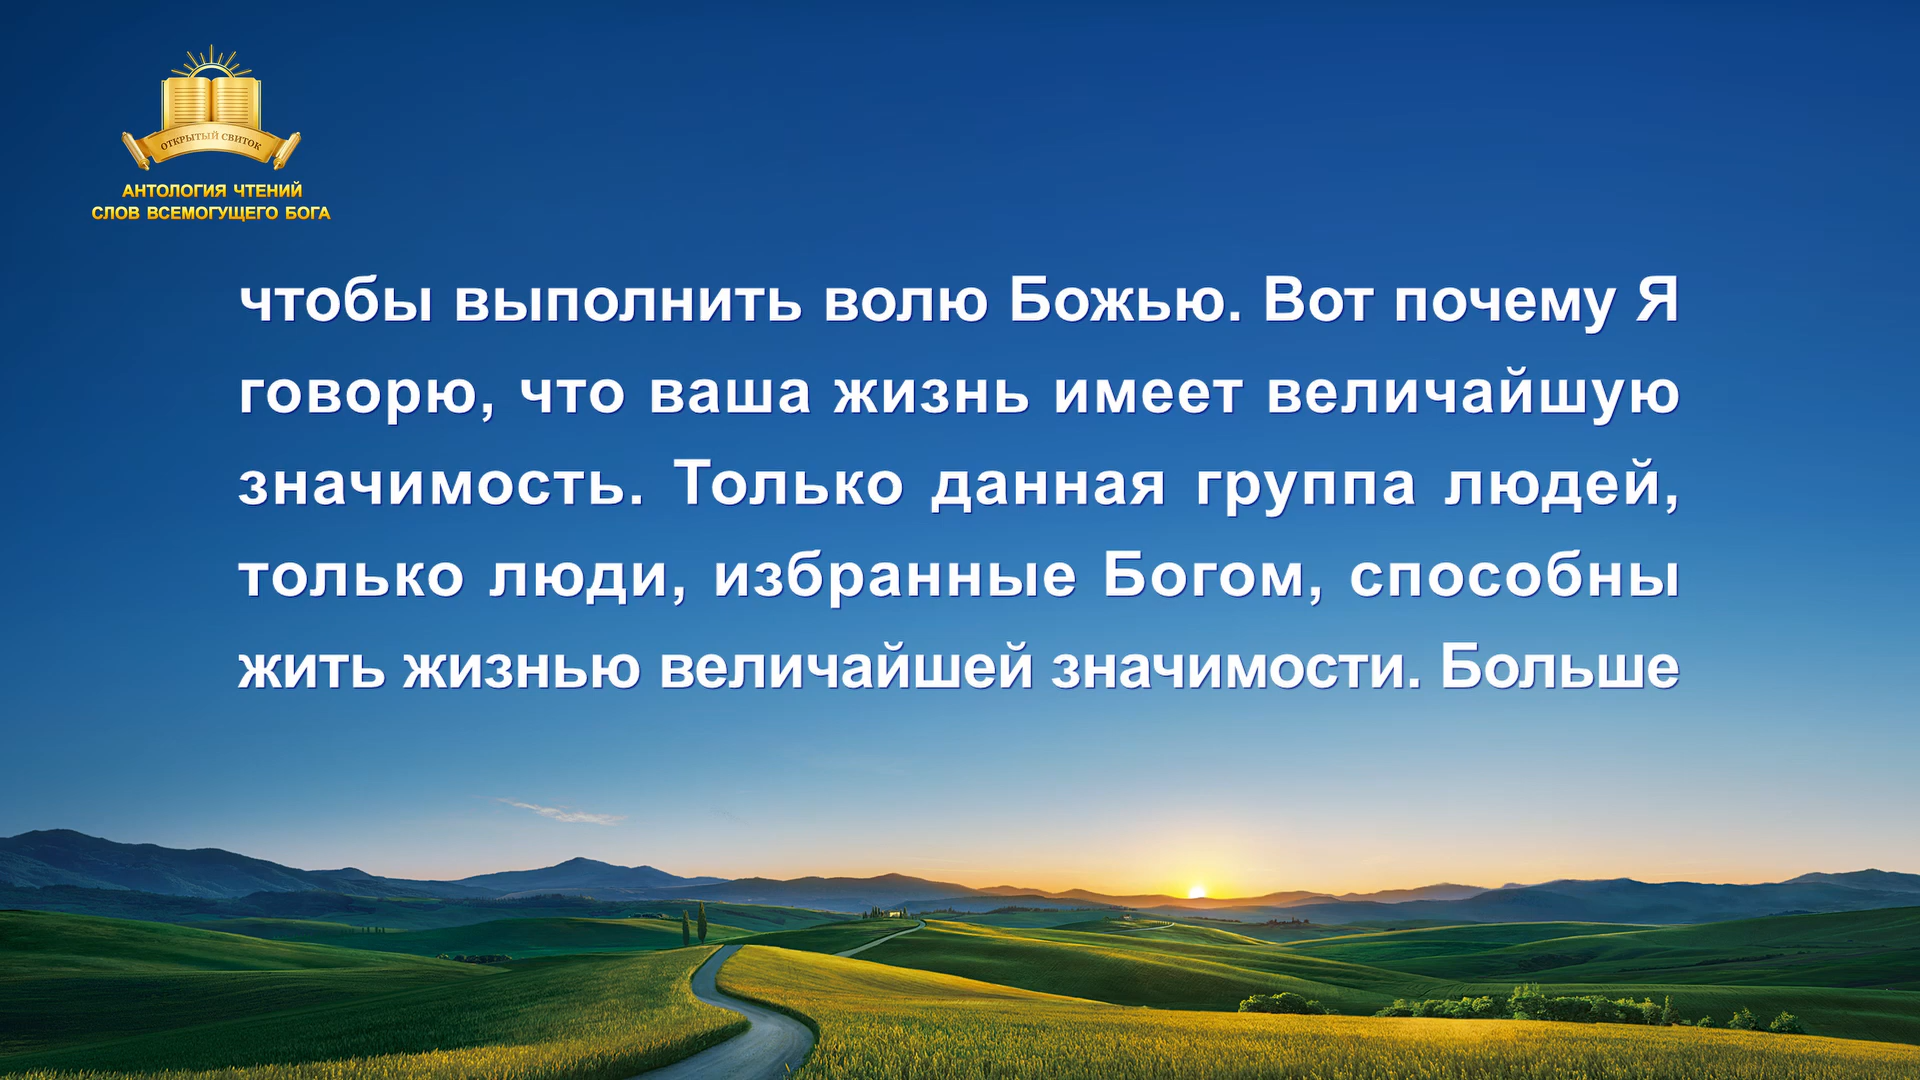 ОТКРЫТЫЙ СВИТОК
АНТОЛОГИЯ ЧТЕНИЙ
СЛОВ ВСЕМОГУЩЕГО БОГА
чтобы выполнить волю Божью. Вот почему Я
говорю, что ваша жизнь имеет величайшую
значимость. Только данная группа людей,
только люди, избранные Богом, способны
жить жизнью величайшей значимости. Больше